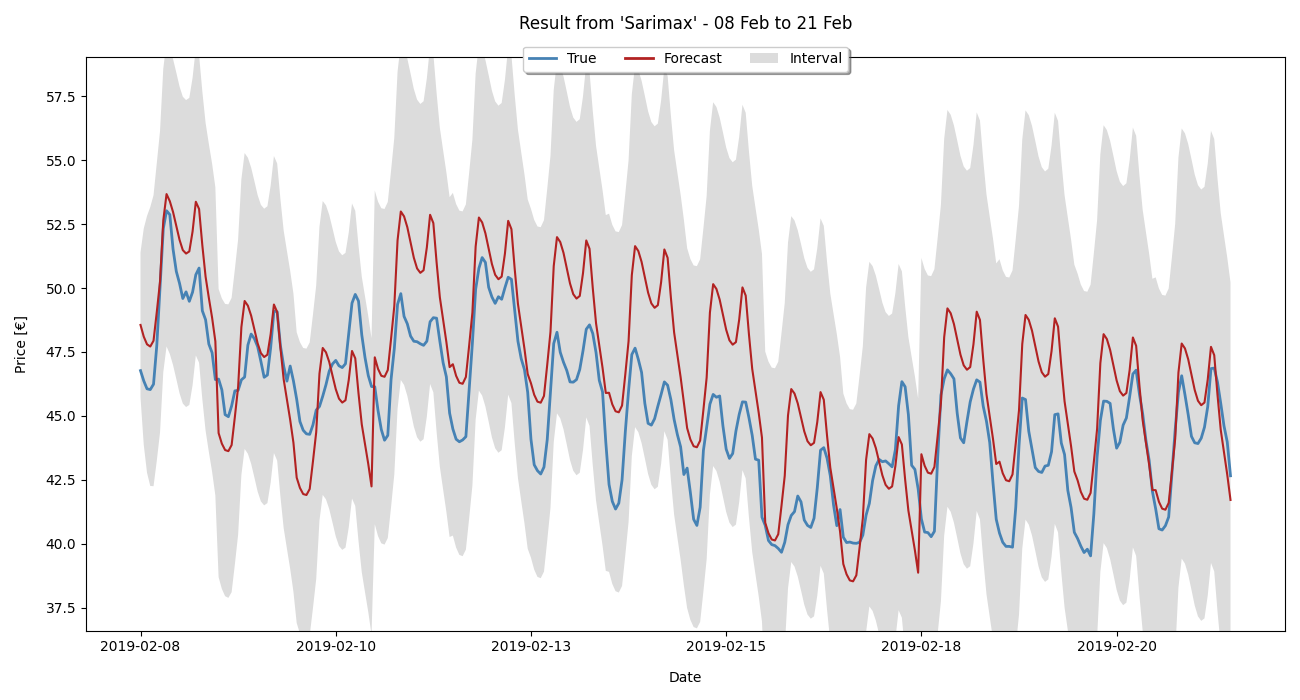 Result from 'Sarimax' - 08 Feb to 21 Feb
True
Forecast
Interval
Price [€]
57.5
55.0
52.5
50.0
47.5
45.0
42.5
40.0
37.5
2019-02-08
2019-02-10
2019-02-13
2019-02-15
2019-02-18
2019-02-20
Date